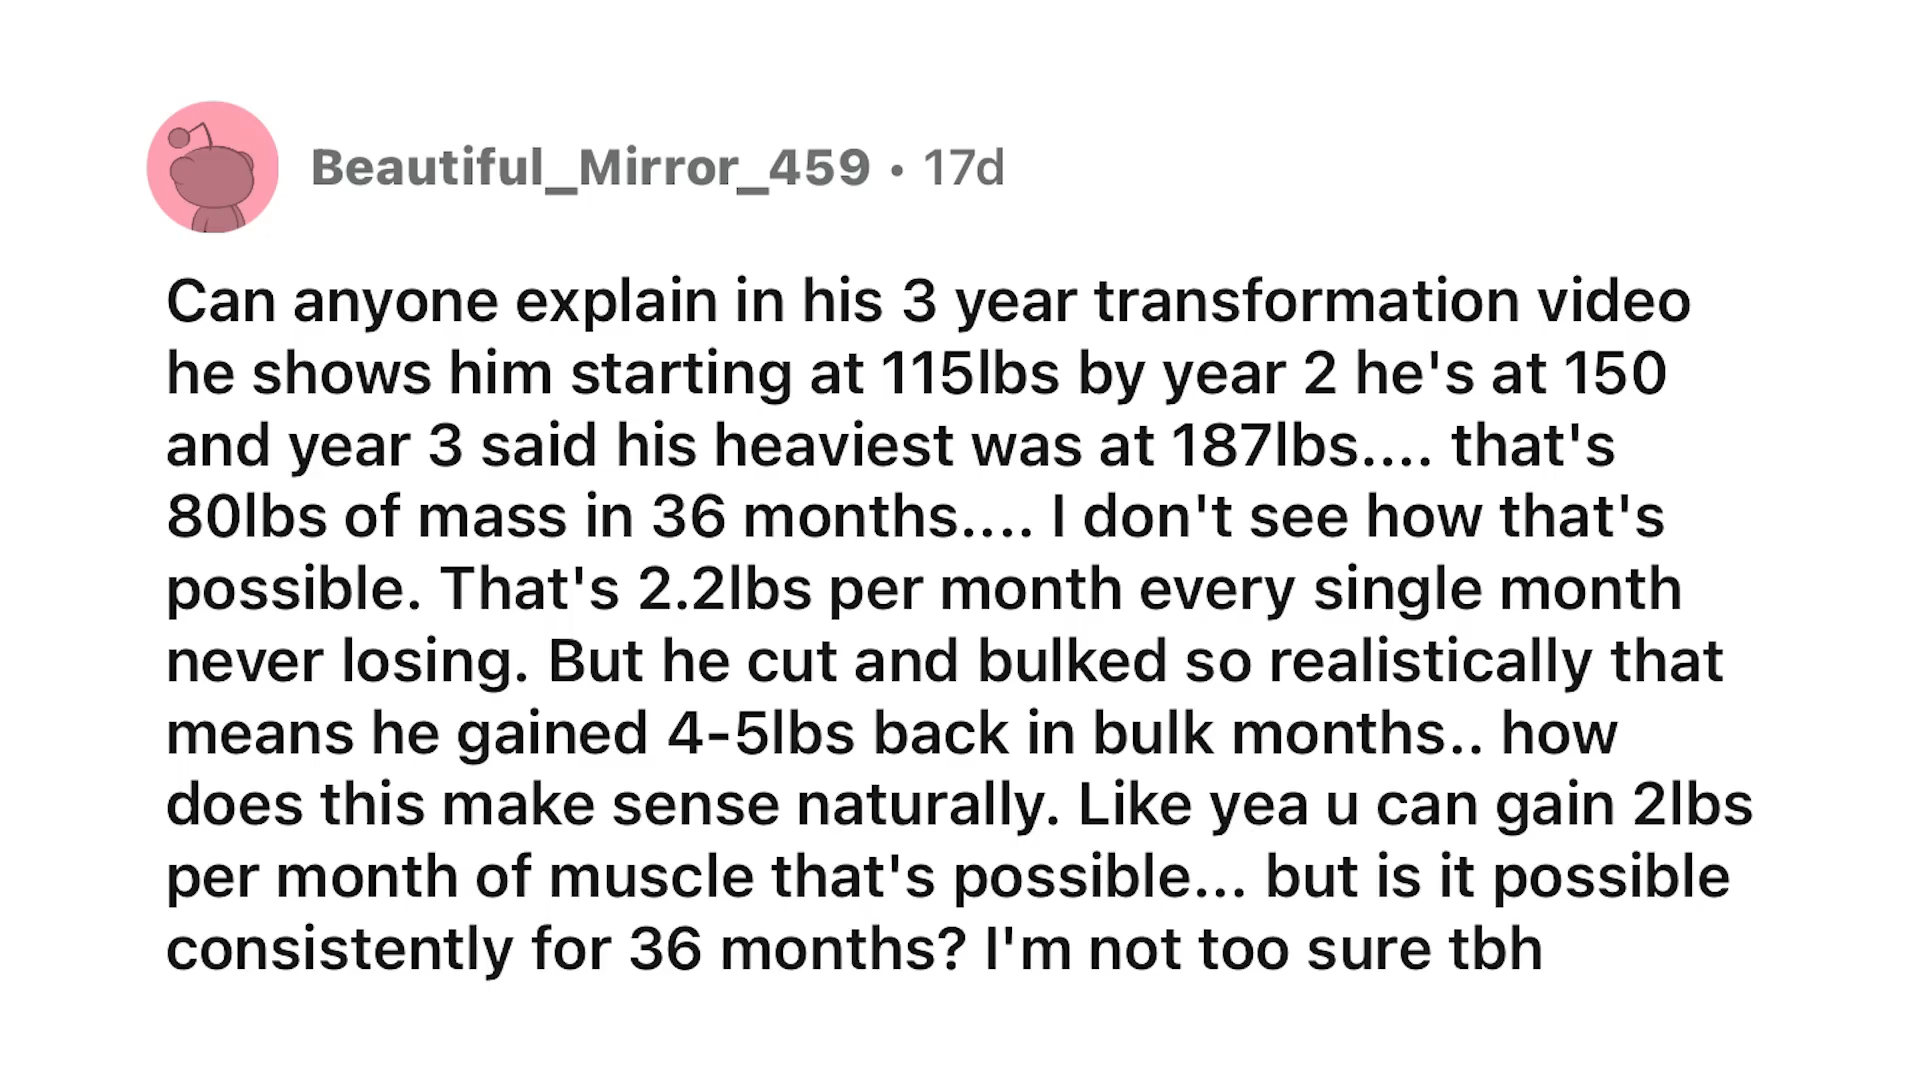 Beautiful_Mirror_459 • 17d
Can anyone explain in his 3 year transformation video
he shows him starting at 115lbs by year 2 he's at 150
and year 3 said his heaviest was at 187lbs.... that's
80lbs of mass in 36 months.... I don't see how that's
possible. That's 2.2lbs per month every single month
never losing. But he cut and bulked so realistically that
means he gained 4-5lbs back in bulk months.. how
does this make sense naturally. Like yea u can gain 2lbs
per month of muscle that's possible... but is it possible
consistently for 36 months? I'm not too sure tbh